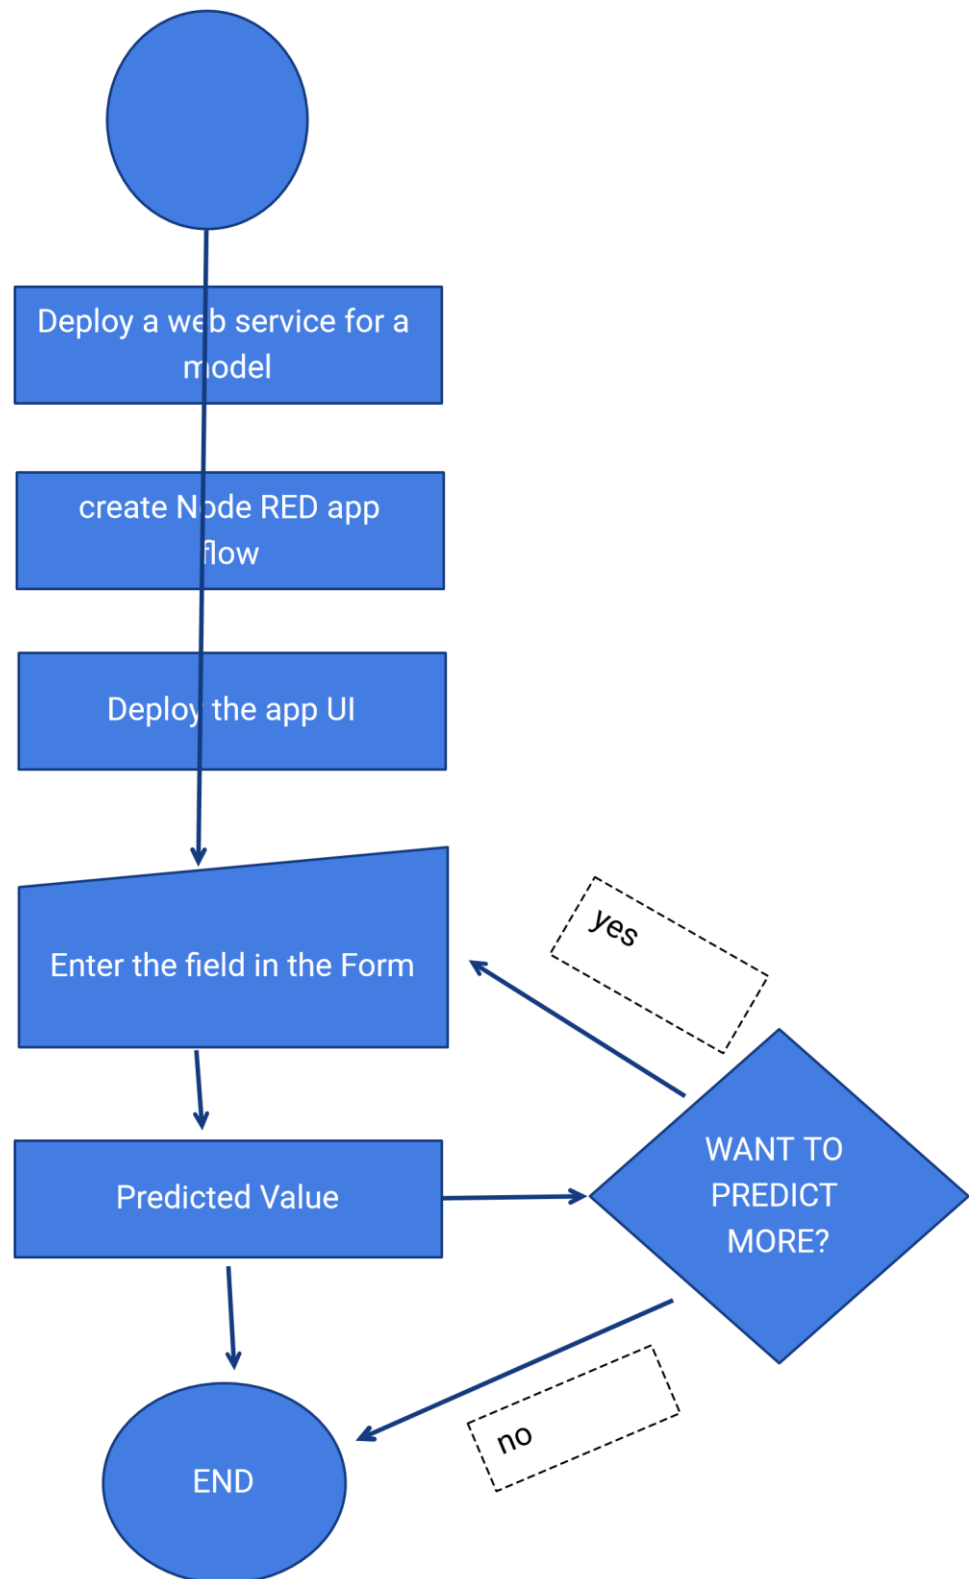 Deploy a web service for a
model
create Node RED app
flow
Deploy the app UI
Enter the field in the Form
yes
Predicted Value
WANT TO
PREDICT
MORE?
no
END